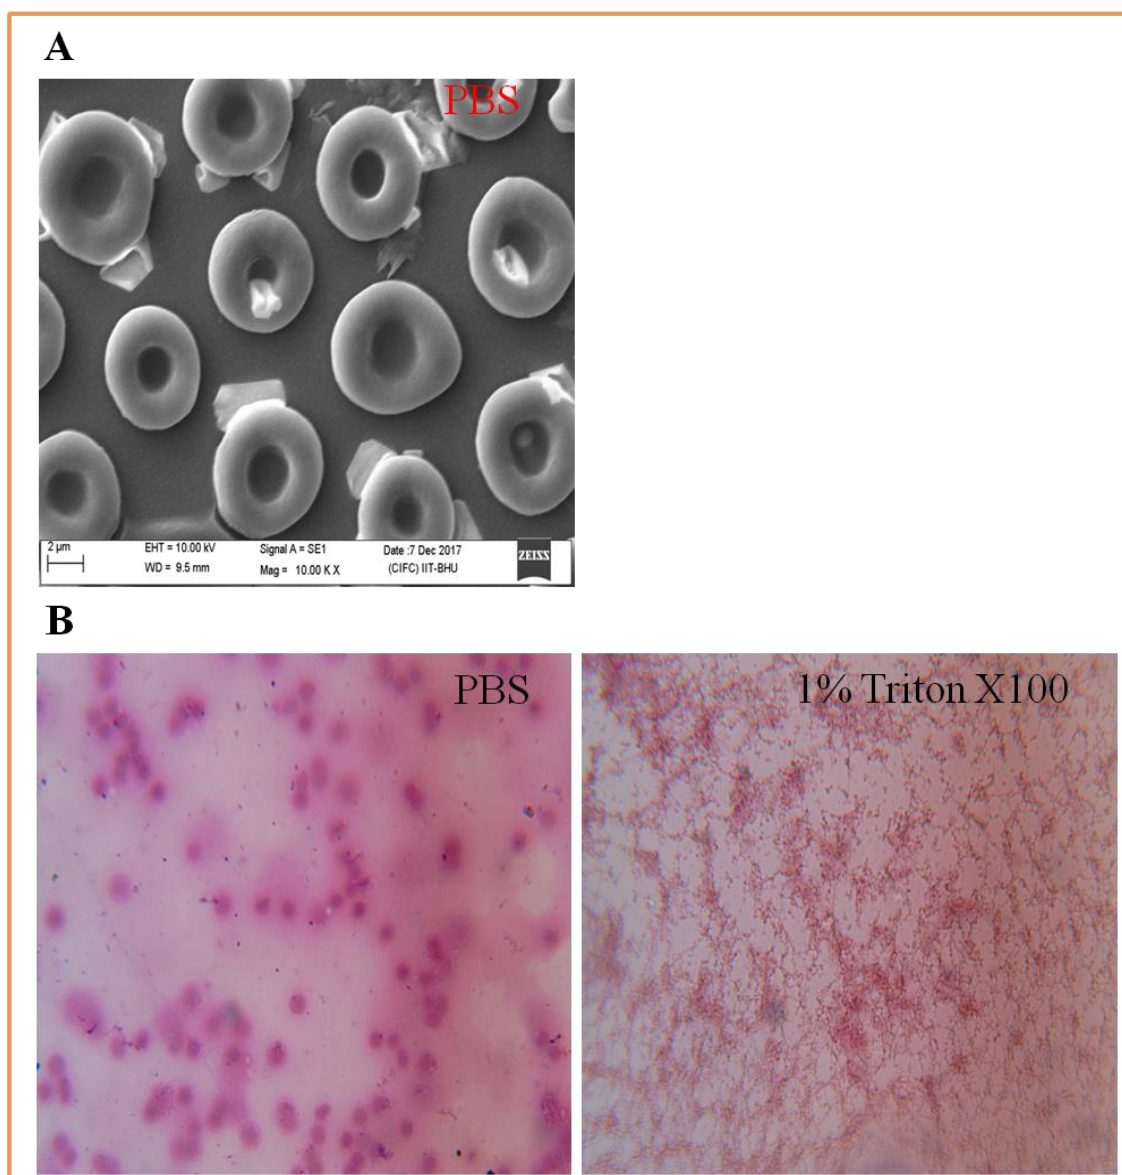 A
PBS
2 µm
EHT = 10.00 kV
Signal A = SE1
Date :7 Dec 2017
ZEISS
WD = 9.5 mm
Mag = 10.00 K X
(CIFC) IIT-BHU
B
PBS
1% Triton X100